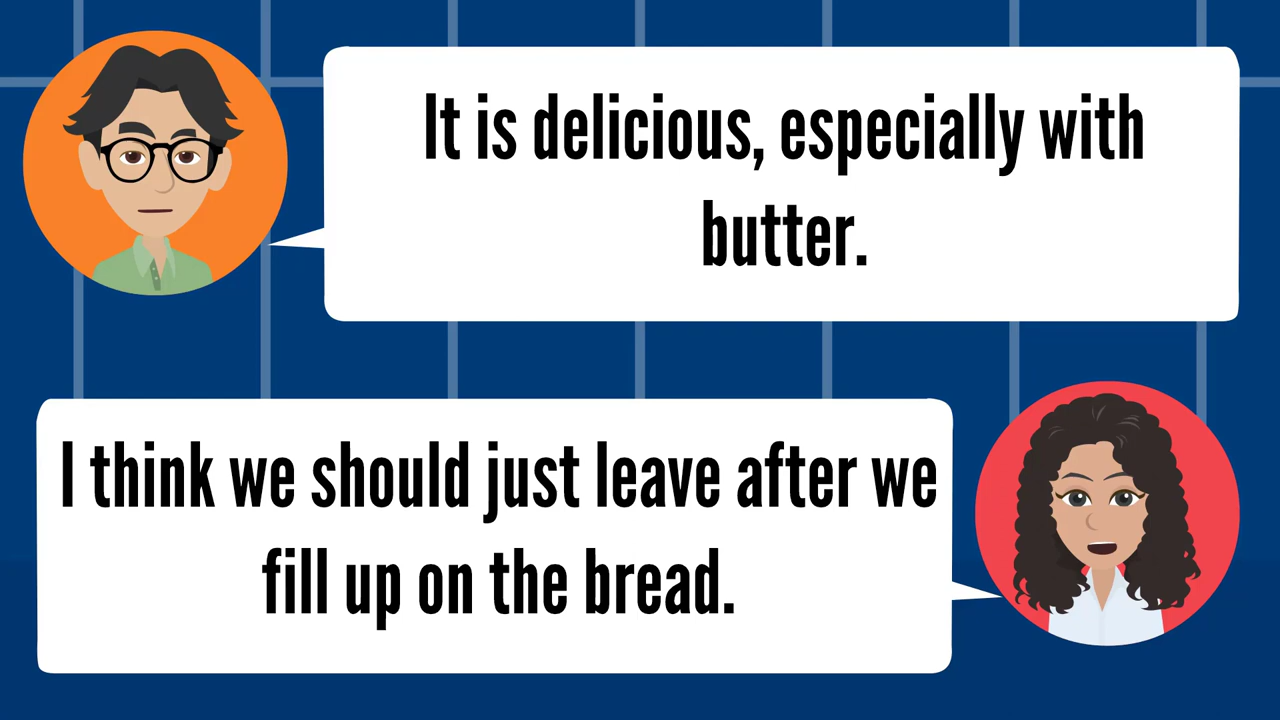 It is delicious, especially with
butter.
I think we should just leave after we
fill up on the bread.